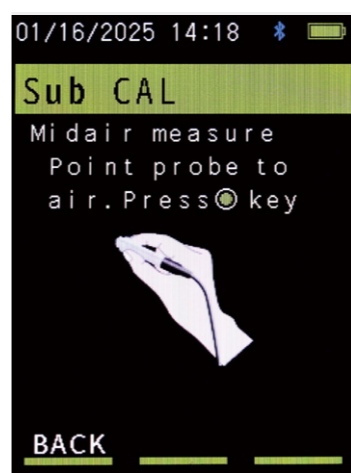 01/16/2025 14:18
Sub CAL
Midair measure
Point probe to
air.Press◉key
BACK